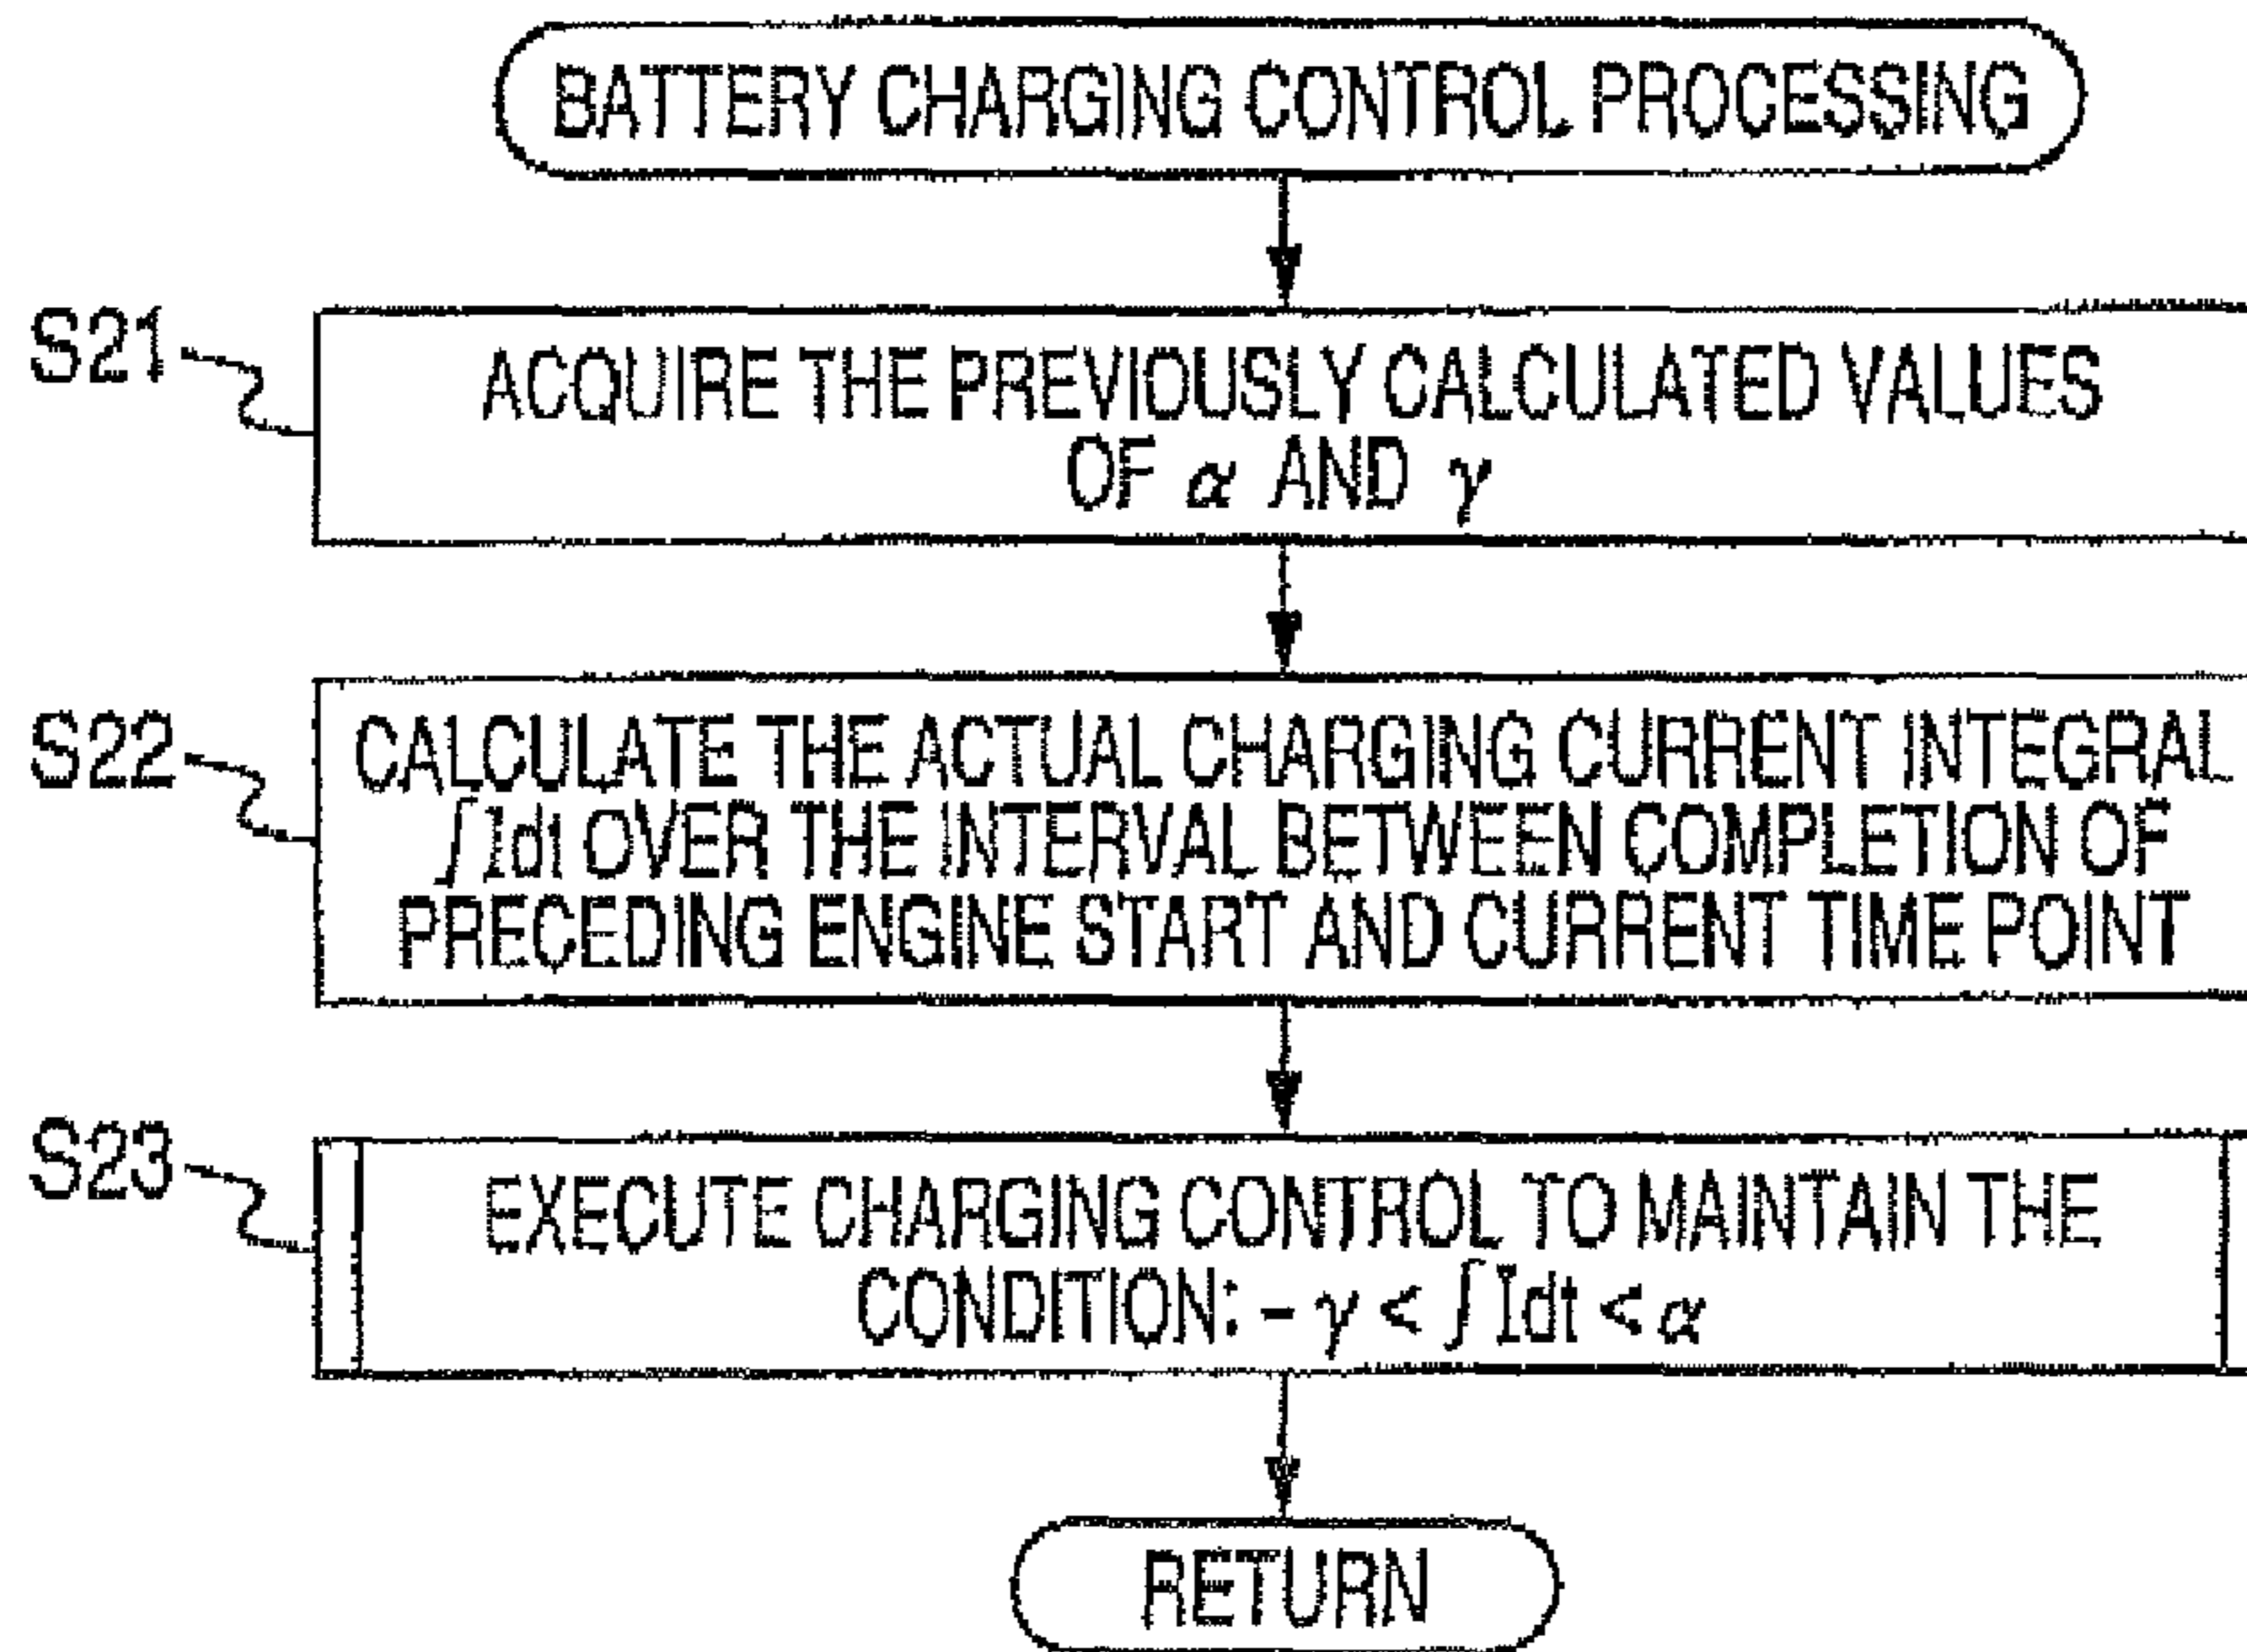 BATTERY CHARGING CONTROL PROCESSING
S21
ACQUIRE THE PREVIOUSLY CALCULATED VALUES
OF α AND γ
S22
CALCULATE THE ACTUAL CHARGING CURRENT INTEGRAL
∫Idt OVER THE INTERVAL BETWEEN COMPLETION OF
PRECEDING ENGINE START AND CURRENT TIME POINT
S23
EXECUTE CHARGING CONTROL TO MAINTAIN THE
CONDITION: - γ < ∫Idt < α
RETURN